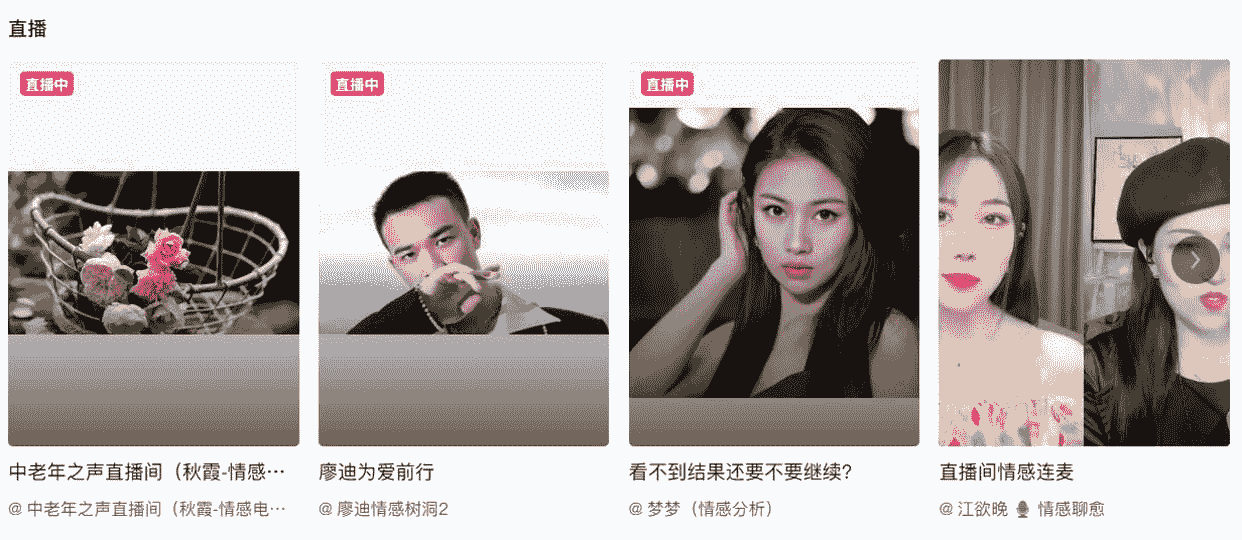 直播
直播中
直播中
直播中
中老年之声直播间（秋霞-情感…
廖迪为爱前行
看不到结果还要不要继续？
直播间情感连麦
@ 中老年之声直播间（秋霞-情感电…
@ 廖迪情感树洞2
@ 梦梦（情感分析）
@ 江欲晚 🎙️ 情感聊愈